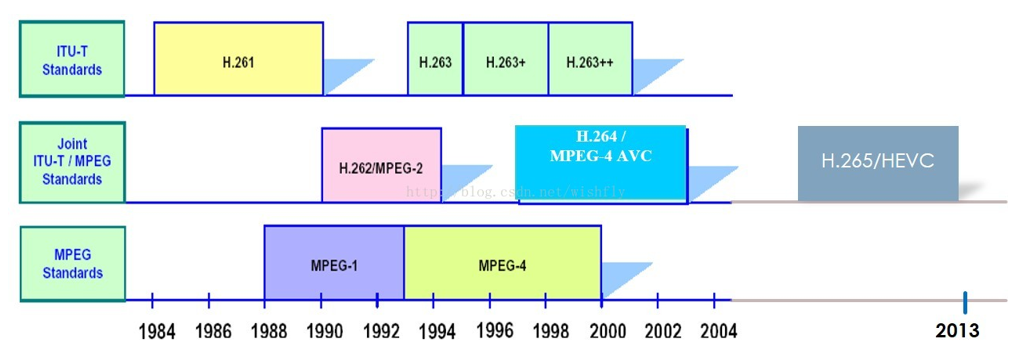 ITU-T
Standards
H.261
H.263
H.263+
H.263++
Joint
ITU-T / MPEG
Standards
H.262/MPEG-2
H.264 /
MPEG-4 AVC
H.265/HEVC
http://blog.csdn.net/wishfly
MPEG
Standards
MPEG-1
MPEG-4
1984 1986 1988 1990 1992 1994 1996 1998 2000 2002 2004 2013